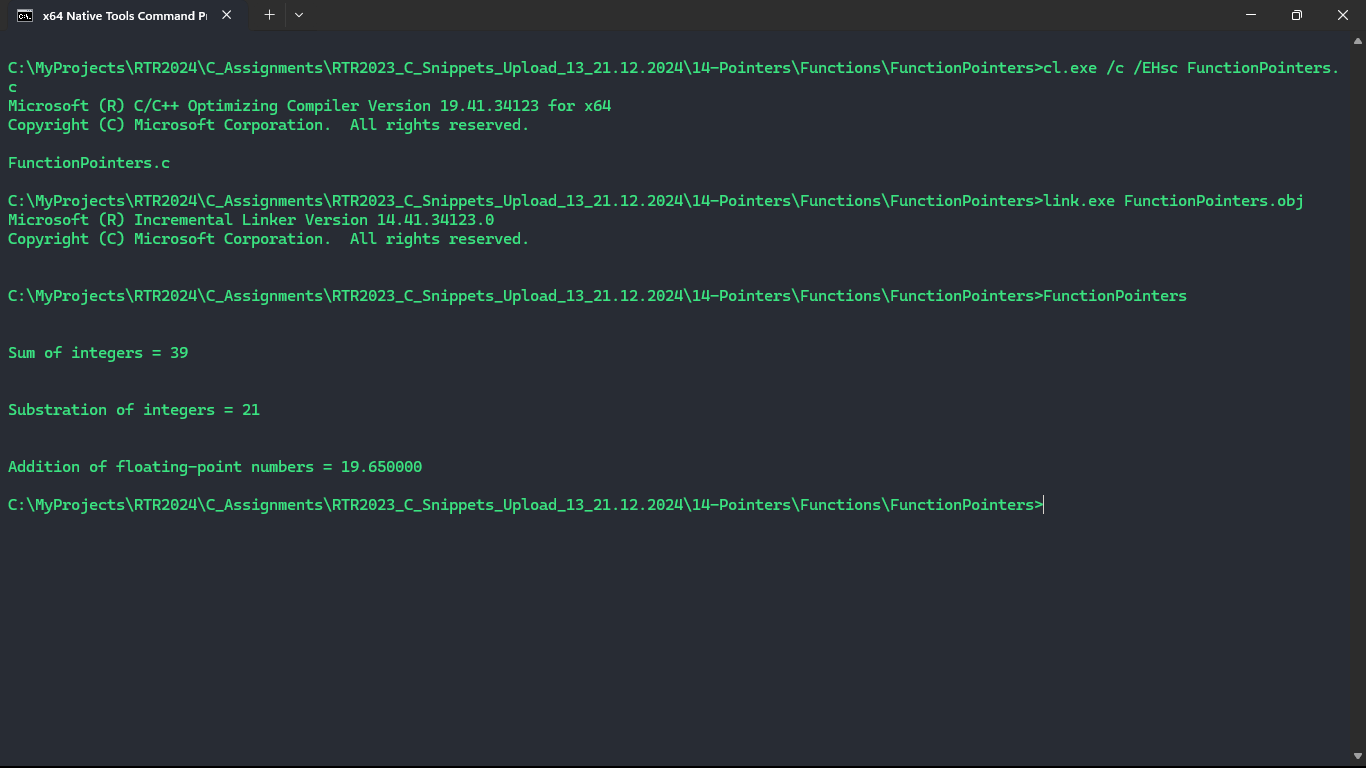 x64 Native Tools Command P
C:\MyProjects\RTR2024\C_Assignments\RTR2023_C_Snippets_Upload_13_21.12.2024\14-Pointers\Functions\FunctionPointers>cl.exe /c /EHsc FunctionPointers.
c
Microsoft (R) C/C++ Optimizing Compiler Version 19.41.34123 for x64
Copyright (C) Microsoft Corporation.  All rights reserved.
FunctionPointers.c
C:\MyProjects\RTR2024\C_Assignments\RTR2023_C_Snippets_Upload_13_21.12.2024\14-Pointers\Functions\FunctionPointers>link.exe FunctionPointers.obj
Microsoft (R) Incremental Linker Version 14.41.34123.0
Copyright (C) Microsoft Corporation.  All rights reserved.
C:\MyProjects\RTR2024\C_Assignments\RTR2023_C_Snippets_Upload_13_21.12.2024\14-Pointers\Functions\FunctionPointers>FunctionPointers
Sum of integers = 39
Substration of integers = 21
Addition of floating-point numbers = 19.650000
C:\MyProjects\RTR2024\C_Assignments\RTR2023_C_Snippets_Upload_13_21.12.2024\14-Pointers\Functions\FunctionPointers>